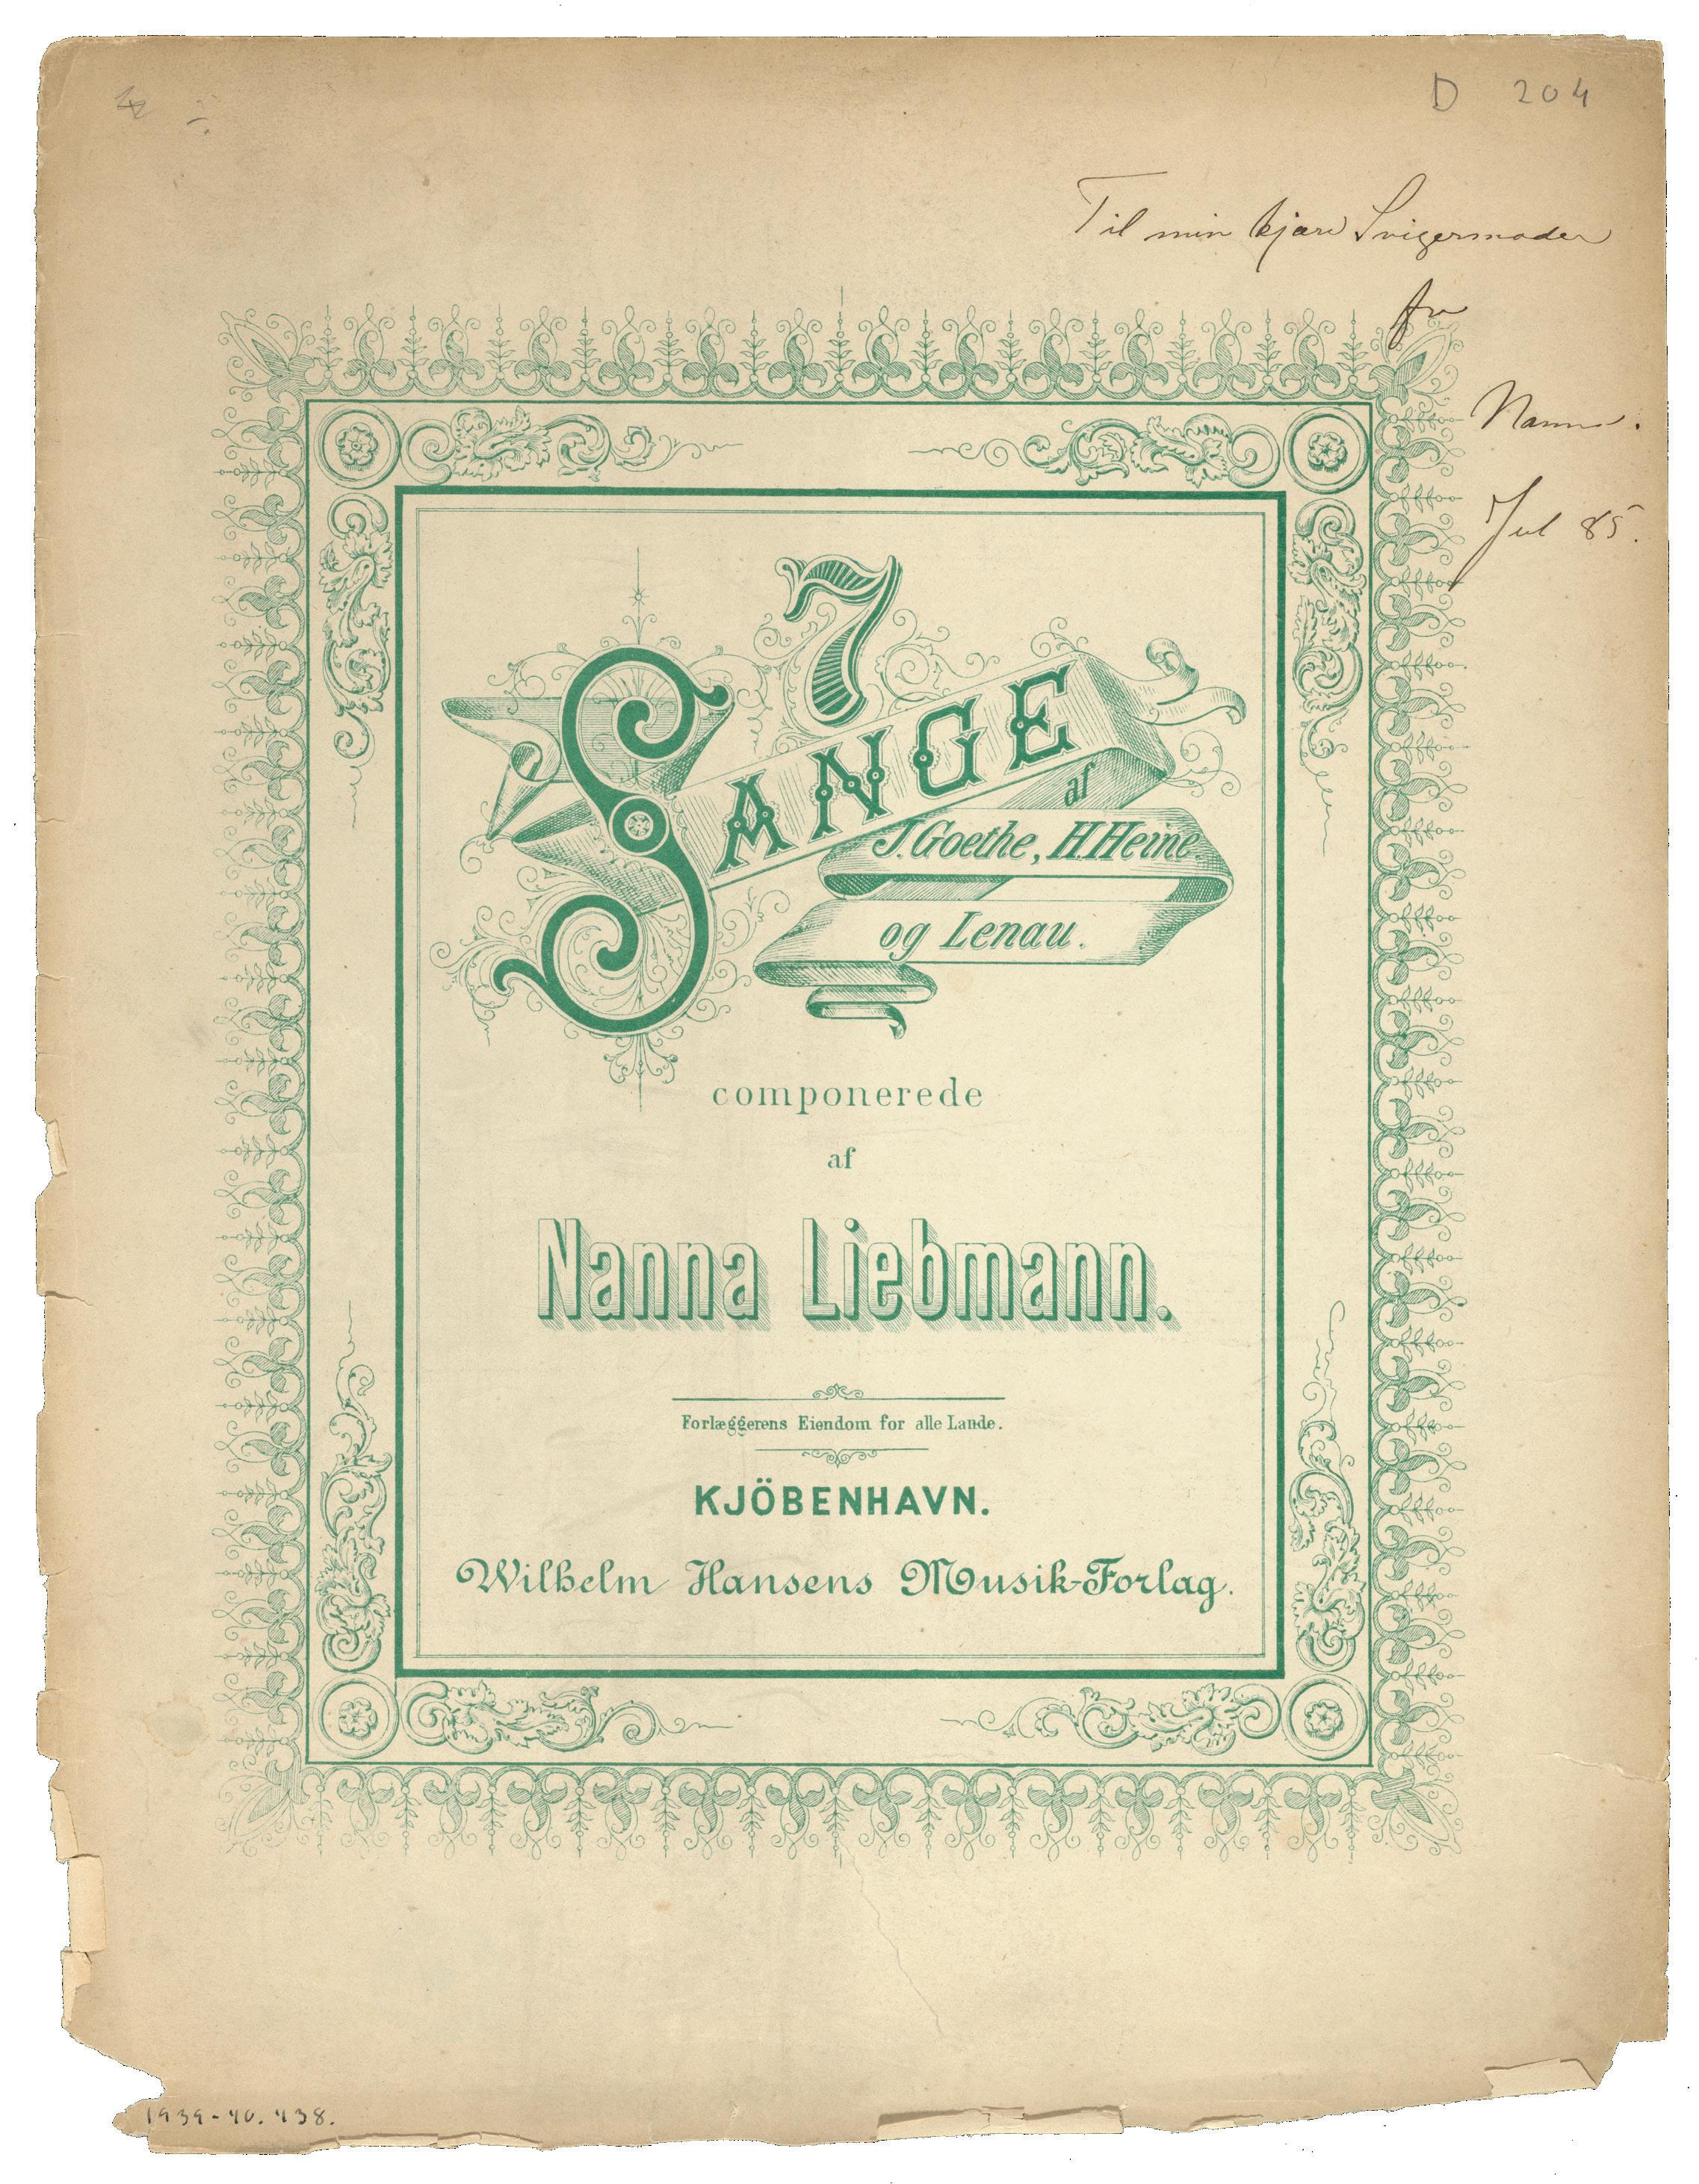 D 204
Til min kjære Svigermoder
fra
Nanna.
Jul 85.
7
SANGE
af
J. Goethe, H. Heine.
og Lenau.
componerede
af
Nanna Liebmann.
Forlæggerens Eiendom for alle Lande.
KJÖBENHAVN.
Wilhelm Hansens Musik-Forlag.
1939-40. 438.